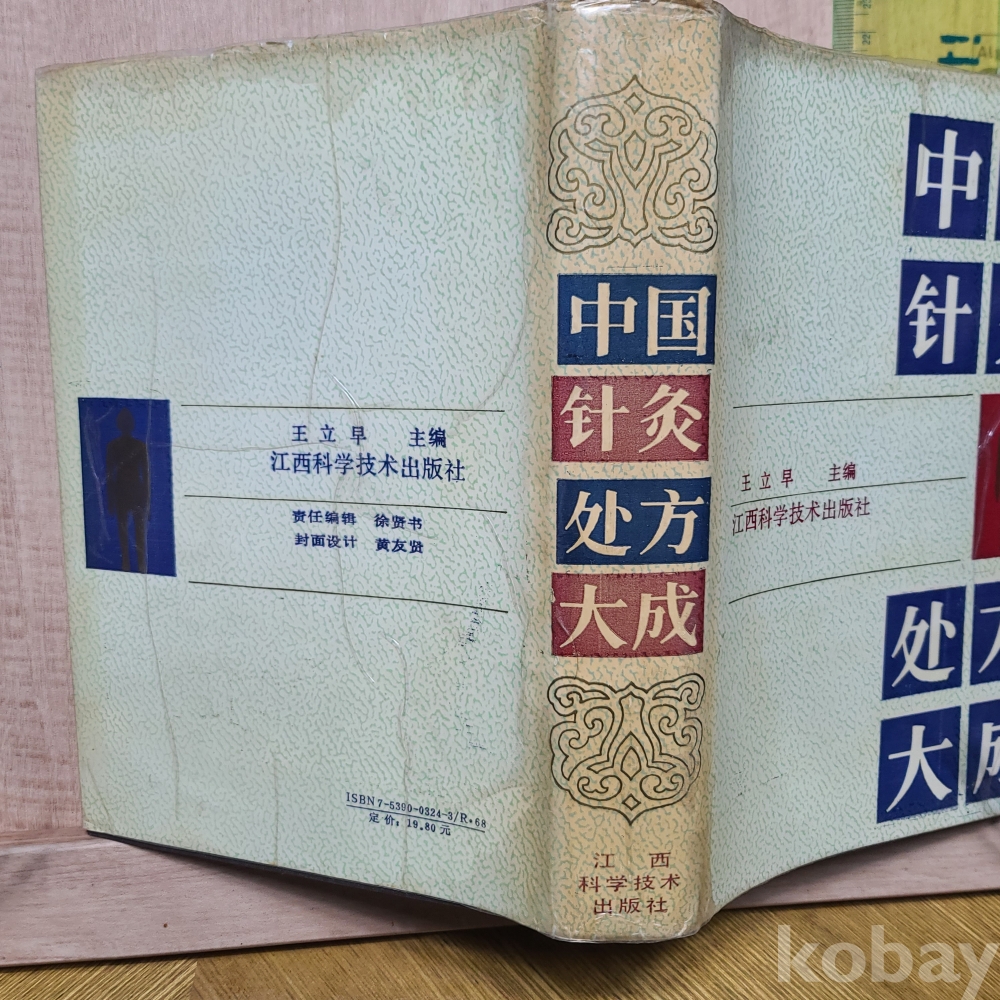 王立早 主编
江西科学技术出版社
责任编辑 徐贤书
封面设计 黄友贤
ISBN7-5390-0324-3/R·68
定价：19.80元
中国
针灸
处方
大成
江西
科学技术
出版社
中
针
王立早 主编
江西科学技术出版社
处方
大成
kobay